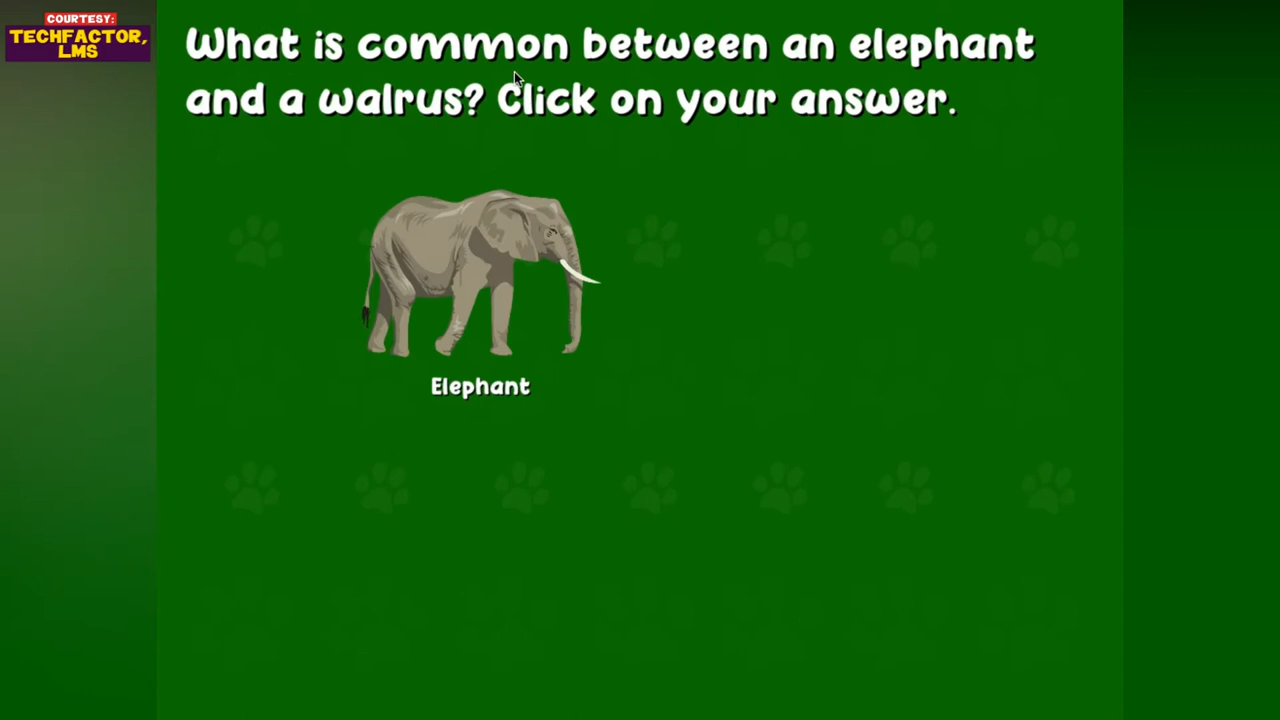 COURTESY:
TECHFACTOR,
LMS
What is common between an elephant
and a walrus? Click on your answer.
Elephant